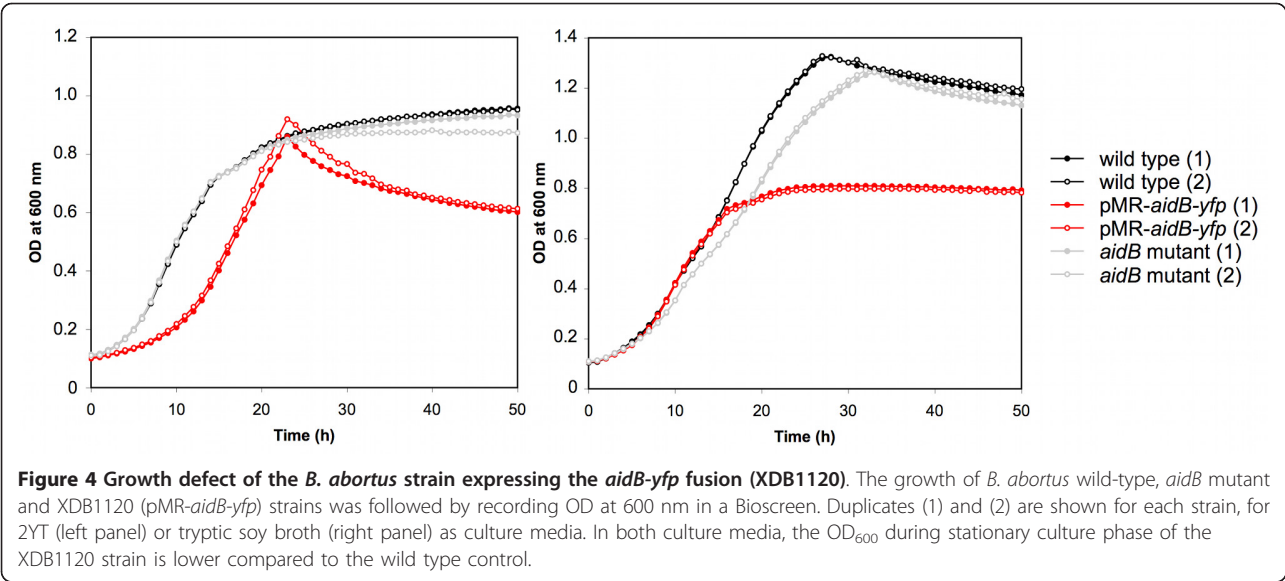 1.2
1.0
0.8
0.6
0.4
0.2
0
OD at 600 nm
0
10
20
30
40
50
Time (h)
1.4
1.2
1.0
0.8
0.6
0.4
0.2
0
OD at 600 nm
0
10
20
30
40
50
Time (h)
wild type (1)
wild type (2)
pMR-aidB-yfp (1)
pMR-aidB-yfp (2)
aidB mutant (1)
aidB mutant (2)
Figure 4 Growth defect of the B. abortus strain expressing the aidB-yfp fusion (XDB1120). The growth of B. abortus wild-type, aidB mutant
and XDB1120 (pMR-aidB-yfp) strains was followed by recording OD at 600 nm in a Bioscreen. Duplicates (1) and (2) are shown for each strain, for
2YT (left panel) or tryptic soy broth (right panel) as culture media. In both culture media, the OD600 during stationary culture phase of the
XDB1120 strain is lower compared to the wild type control.